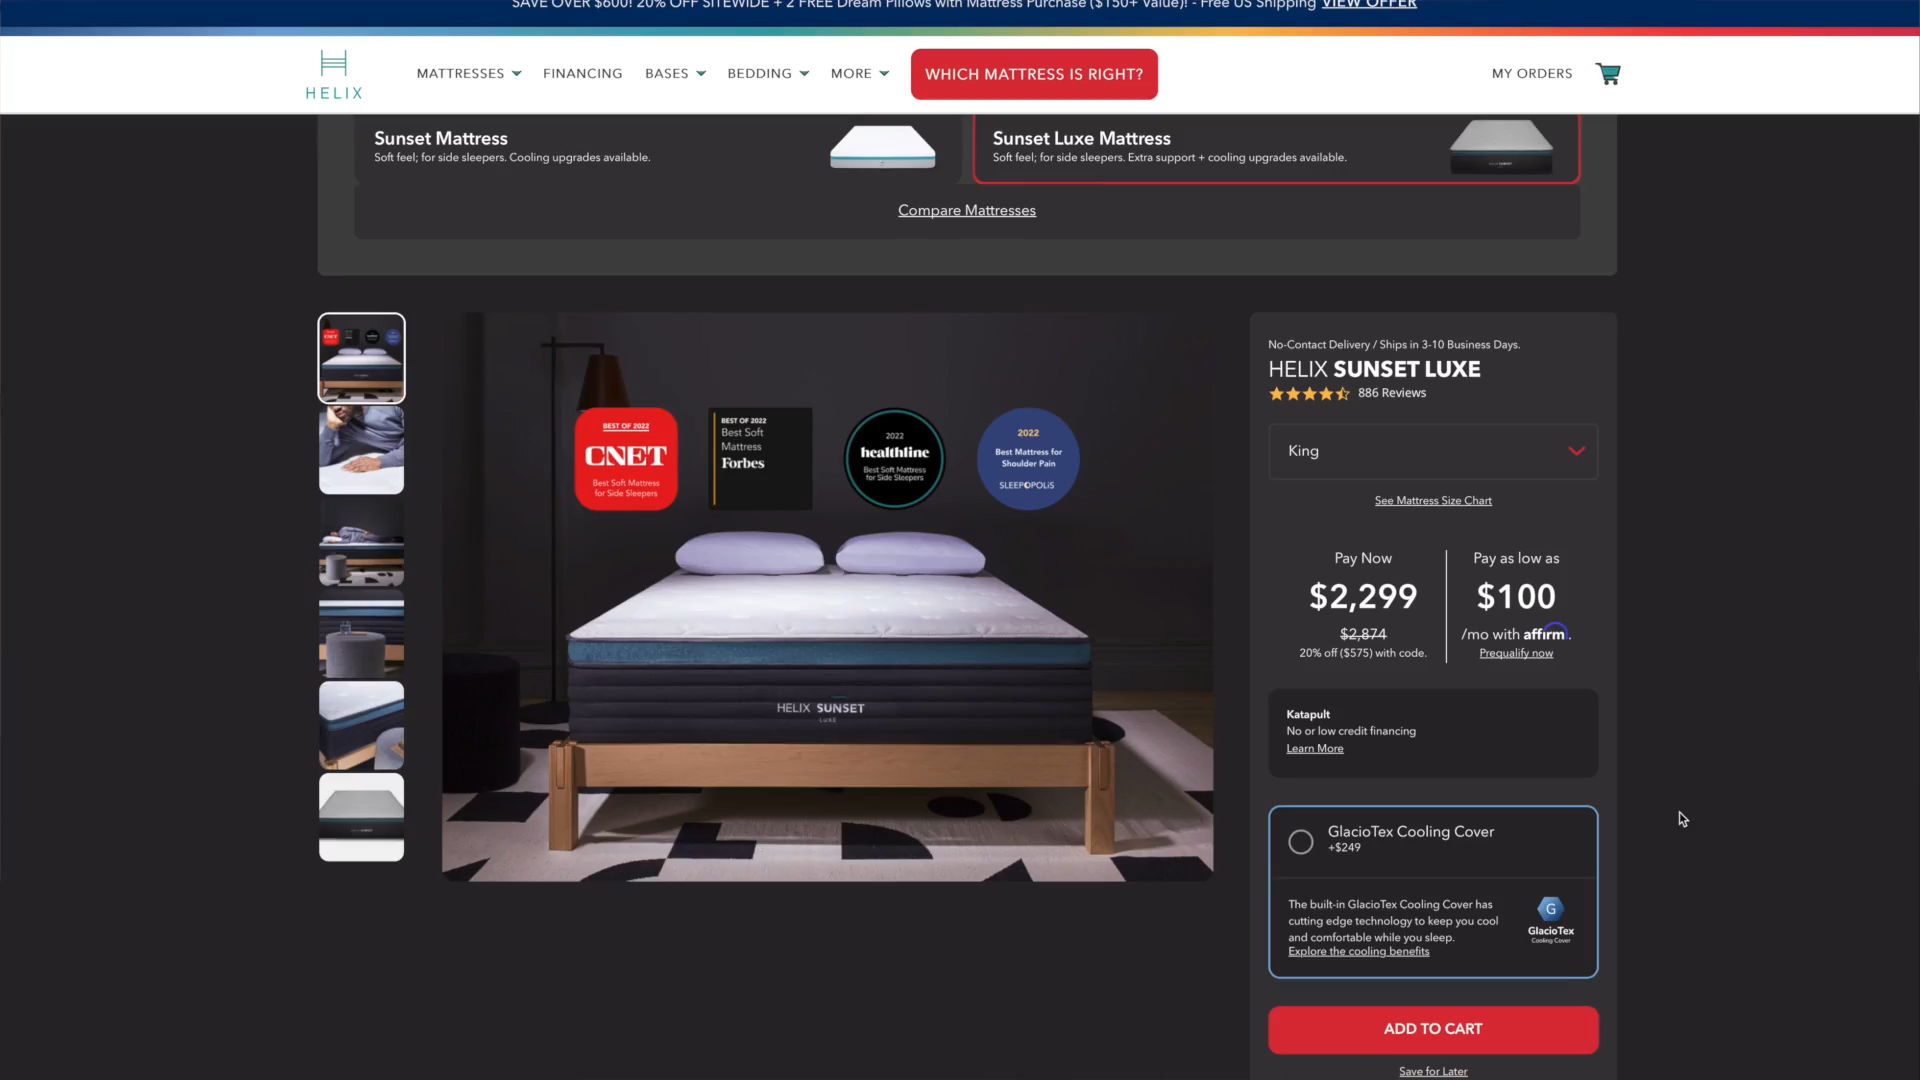 SAVE OVER $600! 20% OFF SITEWIDE + 2 FREE Dream Pillows with Mattress Purchase ($150+ Value)! - Free US Shipping VIEW OFFER
HELIX
MATTRESSES
FINANCING
BASES
BEDDING
MORE
WHICH MATTRESS IS RIGHT?
MY ORDERS
Sunset Mattress
Soft feel; for side sleepers. Cooling upgrades available.
Sunset Luxe Mattress
Soft feel; for side sleepers. Extra support + cooling upgrades available.
Compare Mattresses
BEST OF 2022
CNET
Best Soft Mattress
for Side Sleepers
BEST OF 2022
Best Soft
Mattress
Forbes
2022
healthline
Best Soft Mattress
for Side Sleepers
2022
Best Mattress for
Shoulder Pain
SLEEPOPOLIS
HELIX SUNSET
LUXE
No-Contact Delivery / Ships in 3-10 Business Days.
HELIX SUNSET LUXE
886 Reviews
King
See Mattress Size Chart
Pay Now
$2,299
$2,874
20% off ($575) with code.
Pay as low as
$100
/mo with affirm.
Prequalify now
Katapult
No or low credit financing
Learn More
GlacioTex Cooling Cover
+$249
The built-in GlacioTex Cooling Cover has
cutting edge technology to keep you cool
and comfortable while you sleep.
Explore the cooling benefits
G
GlacioTex
Cooling Cover
ADD TO CART
Save for Later